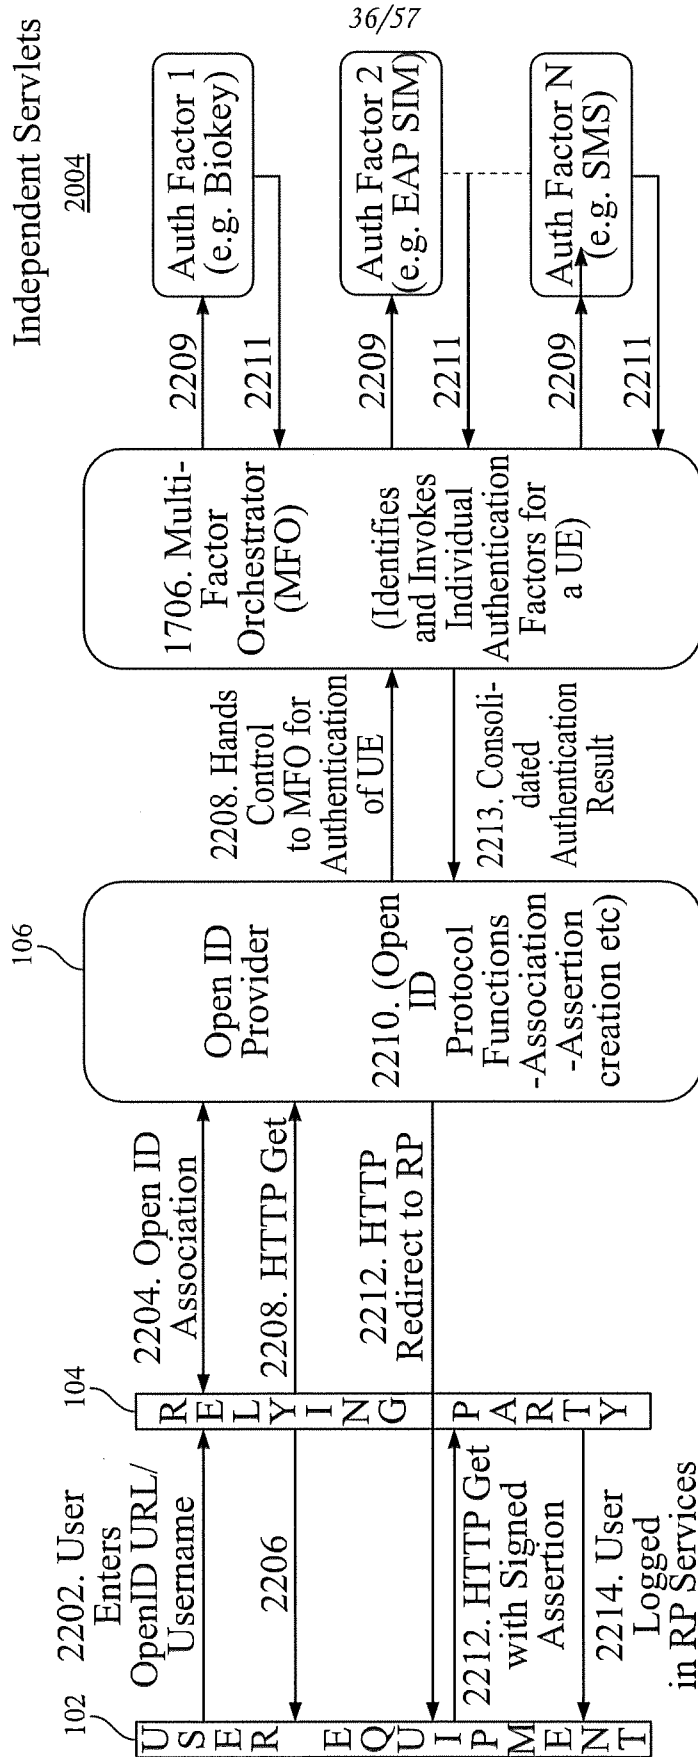 36/57
Independent Servlets
2004
102
USER EQUIPMENT
2202. User
Enters
OpenID URL/
Username
2206
2212. HTTP Get
with Signed
Assertion
2214. User
Logged
in RP Services
104
RELYING PARTY
2204. Open ID
Association
2208. HTTP Get
2212. HTTP
Redirect to RP
106
Open ID
Provider
2210. (Open
ID
Protocol
Functions
-Association
-Assertion
creation etc)
2208. Hands
Control
to MFO for
Authentication
of UE
2213. Consoli-
dated
Authentication
Result
1706. Multi-
Factor
Orchestrator
(MFO)
(Identifies
and Invokes
Individual
Authentication
Factors for
a UE)
2209
2211
2209
2211
2209
2211
Auth Factor 1
(e.g. Biokey)
Auth Factor 2
(e.g. EAP SIM)
Auth Factor N
(e.g. SMS)